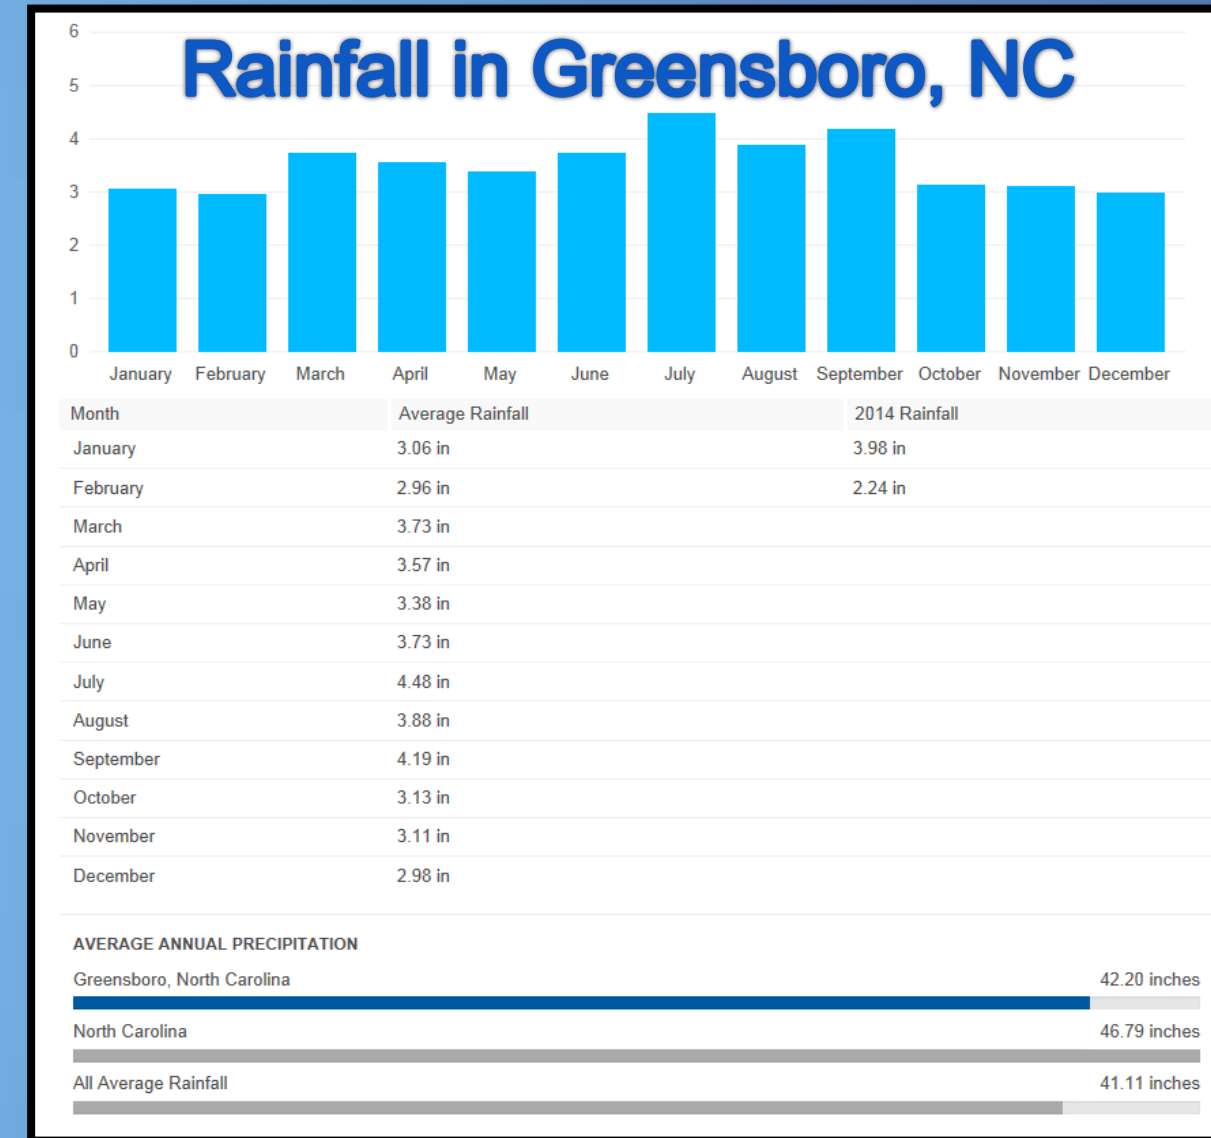 Rainfall in Greensboro, NC
6
5
4
3
2
1
0
January February March April May June July August September October November December
Month Average Rainfall 2014 Rainfall
January 3.06 in 3.98 in
February 2.96 in 2.24 in
March 3.73 in
April 3.57 in
May 3.38 in
June 3.73 in
July 4.48 in
August 3.88 in
September 4.19 in
October 3.13 in
November 3.11 in
December 2.98 in
AVERAGE ANNUAL PRECIPITATION
Greensboro, North Carolina 42.20 inches
North Carolina 46.79 inches
All Average Rainfall 41.11 inches